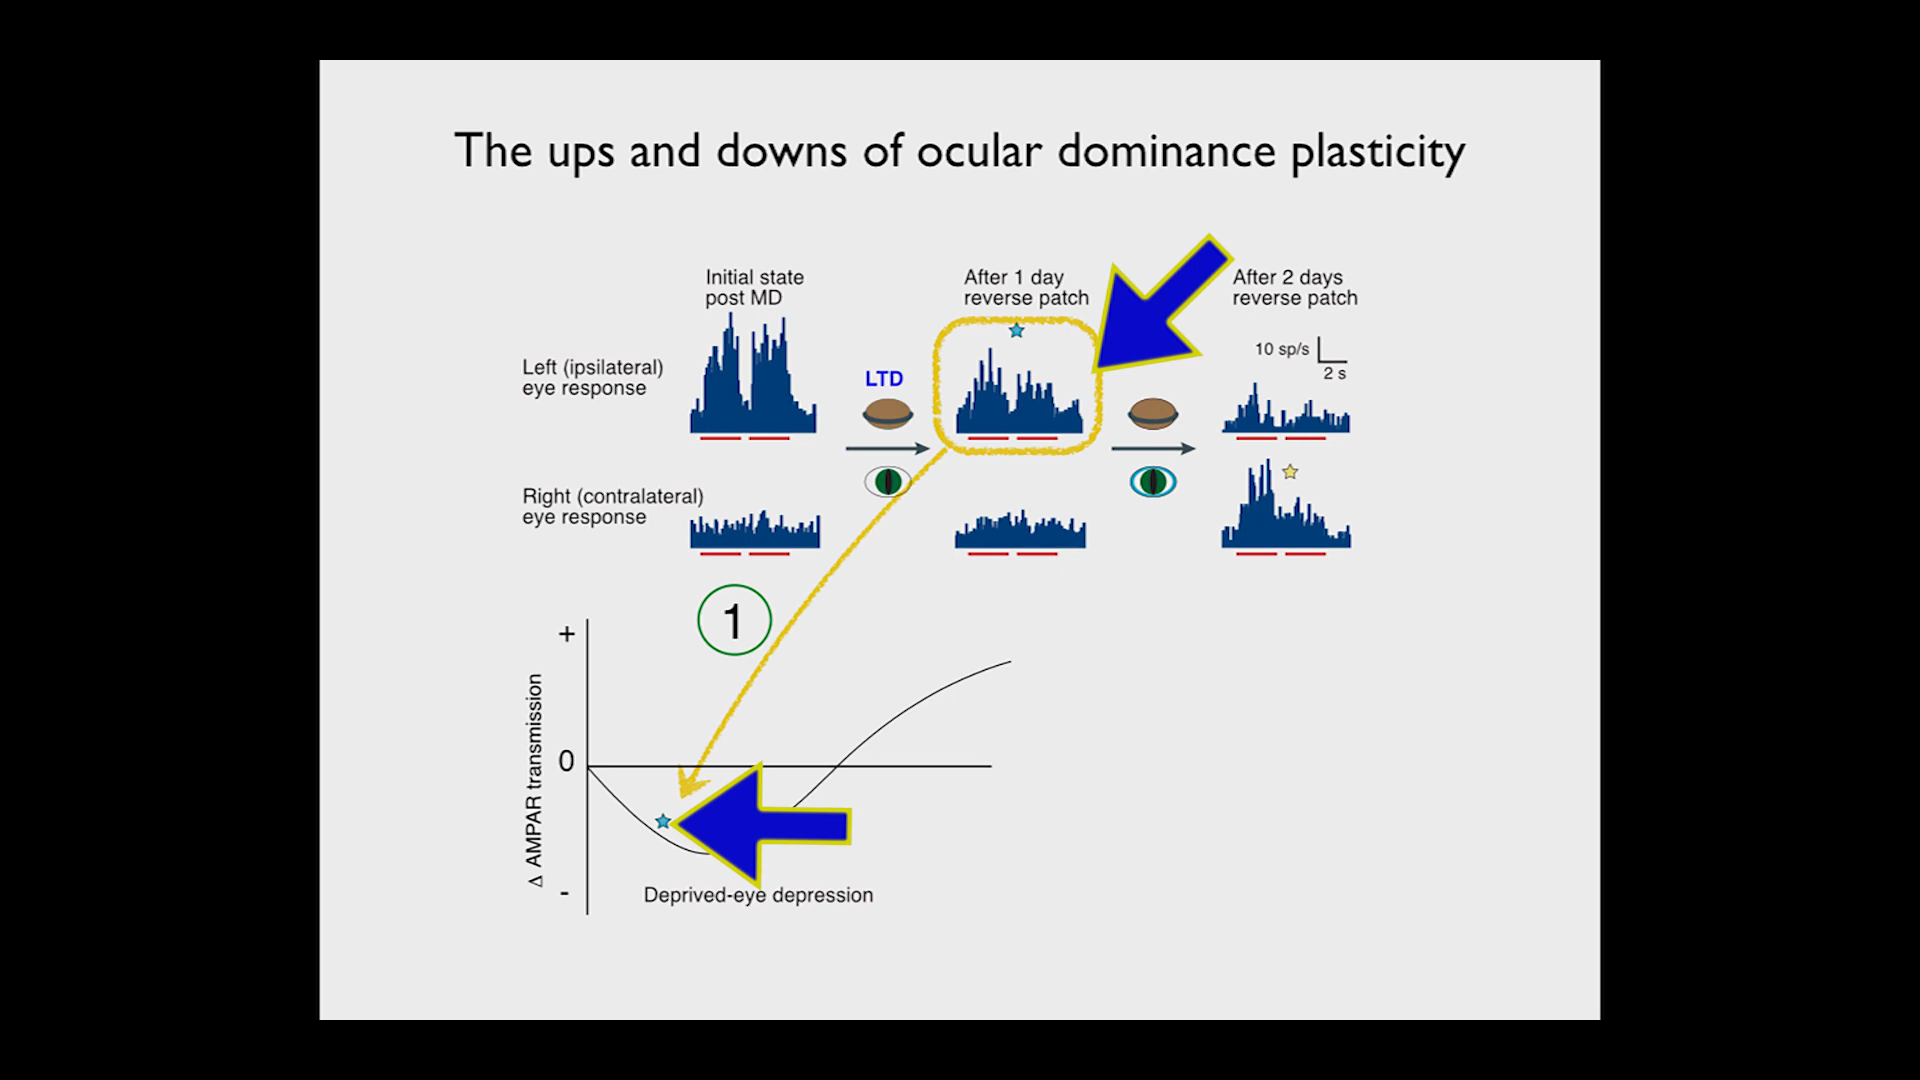 The ups and downs of ocular dominance plasticity
Initial state
post MD
After 1 day
reverse patch
After 2 days
reverse patch
Left (ipsilateral)
eye response
LTD
10 sp/s
2 s
Right (contralateral)
eye response
1
+
0
-
Δ AMPAR transmission
Deprived-eye depression